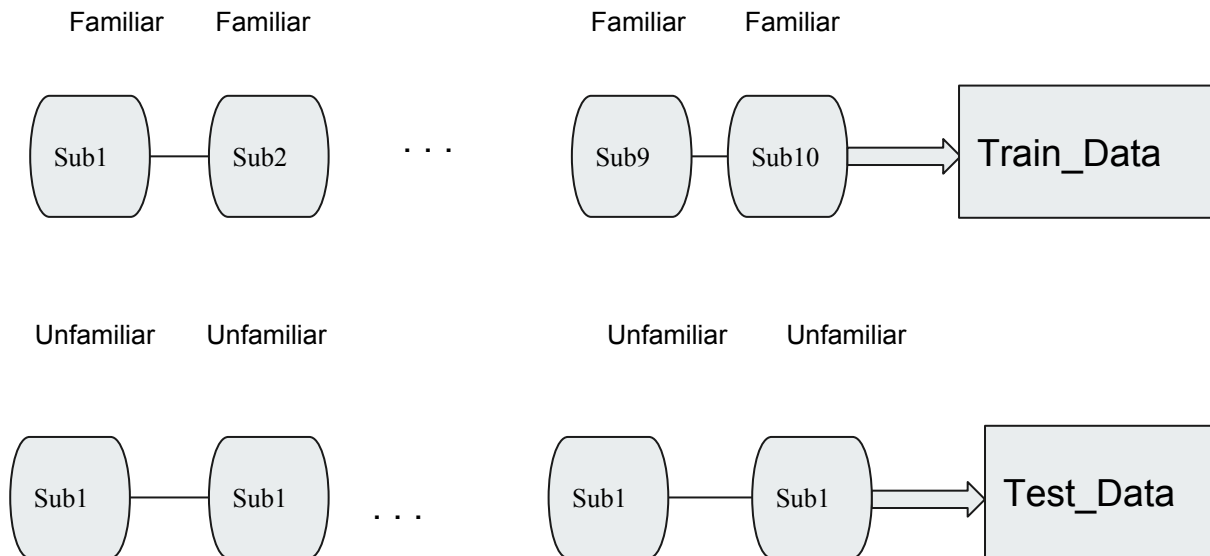 Familiar Familiar Familiar Familiar
Sub1 Sub2 . . . Sub9 Sub10 Train_Data
Unfamiliar Unfamiliar Unfamiliar Unfamiliar
Sub1 Sub1 . . . Sub1 Sub1 Test_Data